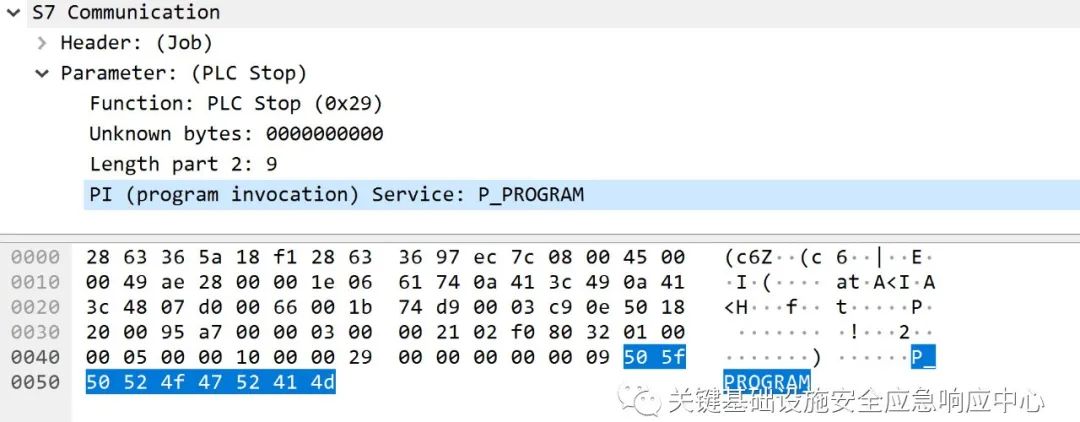 S7 Communication
Header: (Job)
Parameter: (PLC Stop)
Function: PLC Stop (0x29)
Unknown bytes: 0000000000
Length part 2: 9
PI (program invocation) Service: P_PROGRAM
0000 28 63 36 5a 18 f1 28 63 36 97 ec 7c 08 00 45 00 (c6Z··(c 6··|··E·
0010 00 49 ae 28 00 00 1e 06 61 74 0a 41 3c 49 0a 41 ·I·(···· at·A<I·A
0020 3c 48 07 d0 00 66 00 1b 74 d9 00 03 c9 0e 50 18 <H···f·· t·····P·
0030 20 00 95 a7 00 00 03 00 00 21 02 f0 80 32 01 00 ········ ·!···2··
0040 00 05 00 00 10 00 00 29 00 00 00 00 00 09 50 5f ·······) ······P_
0050 50 52 4f 47 52 41 4d PROGRAM
关键基础设施安全应急响应中心